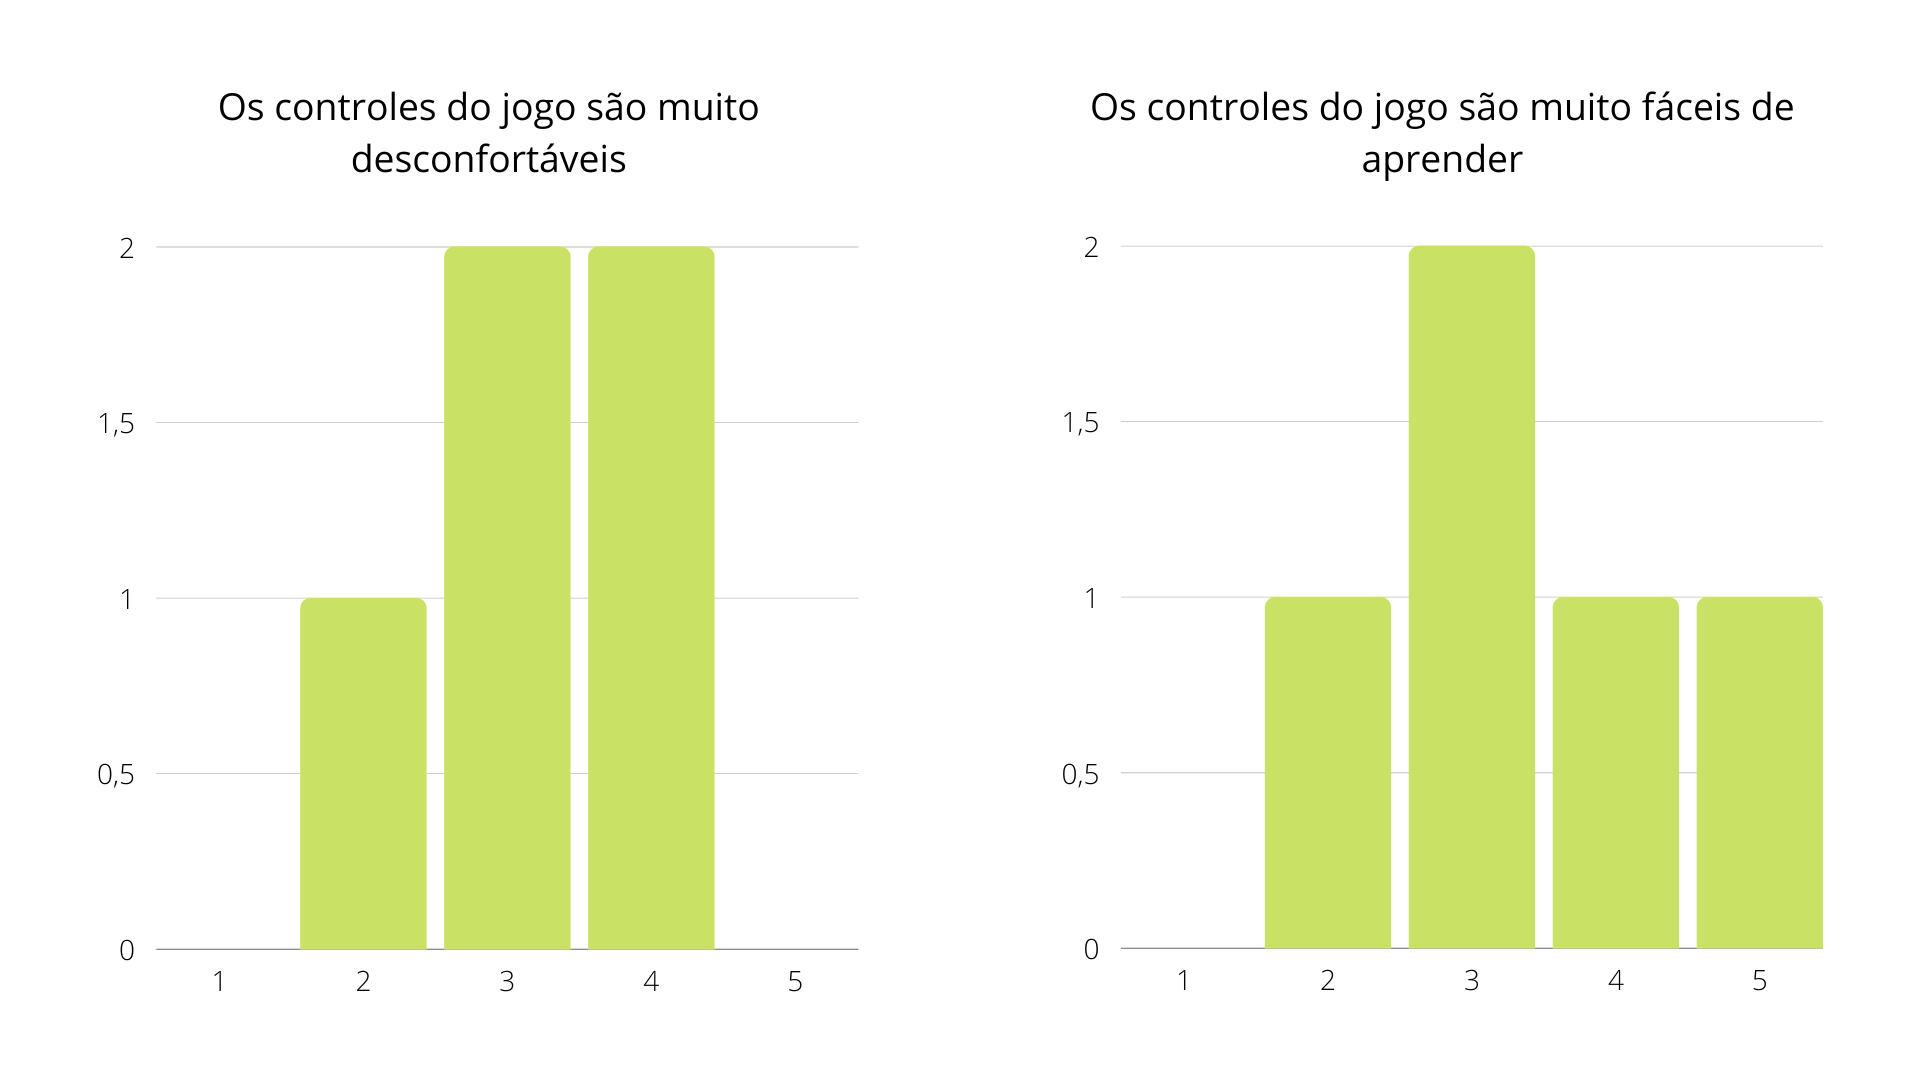 Os controles do jogo são muito
desconfortáveis
2
1,5
1
0,5
0
1 2 3 4 5
Os controles do jogo são muito fáceis de
aprender
2
1,5
1
0,5
0
1 2 3 4 5